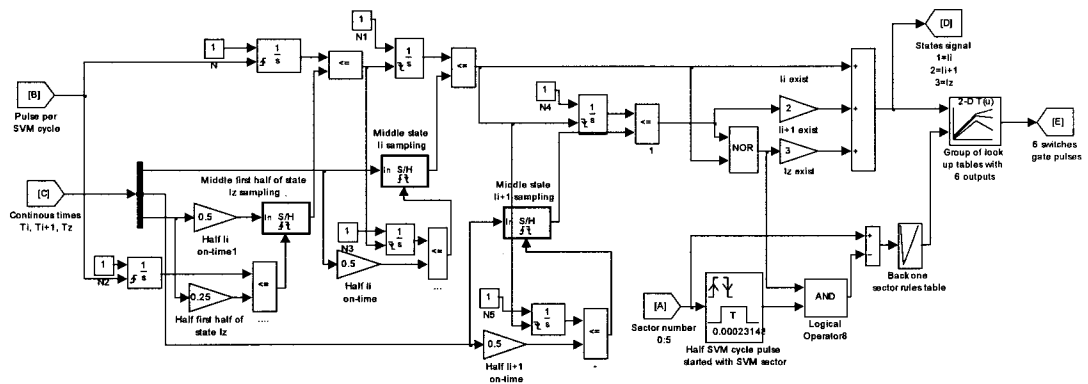 [B]
Pulse per
SVM cycle
[C]
Continous times
Ti, Ti+1, Tz
1
N
1
s
<=
1
N1
1
s
<=
Middle first half of state
Iz sampling
In S/H
0.5
Half Ii
on-time1
1
N2
1
s
0.25
Half first half of
state Iz
<=
....
Middle state
Ii sampling
In S/H
1
N3
1
s
0.5
Half Ii
on-time
<=
...
1
N4
1
s
<=
1
Middle state
Ii+1 sampling
In S/H
1
N5
1
s
0.5
Half Ii+1
on-time
<=
Ii exist
2
Ii+1 exist
NOR
3
Iz exist
+
+
+
[D]
States signal
1=Ii
2=Ii+1
3=Iz
2-D T(u)
Group of look
up tables with
6 outputs
[E]
6 switches
gate pulses
[A]
Sector number
0:5
T
0.00023148
Half SVM cycle pulse
started with SVM sector
AND
Logical
Operator6
+
−
Back one
sector rules table